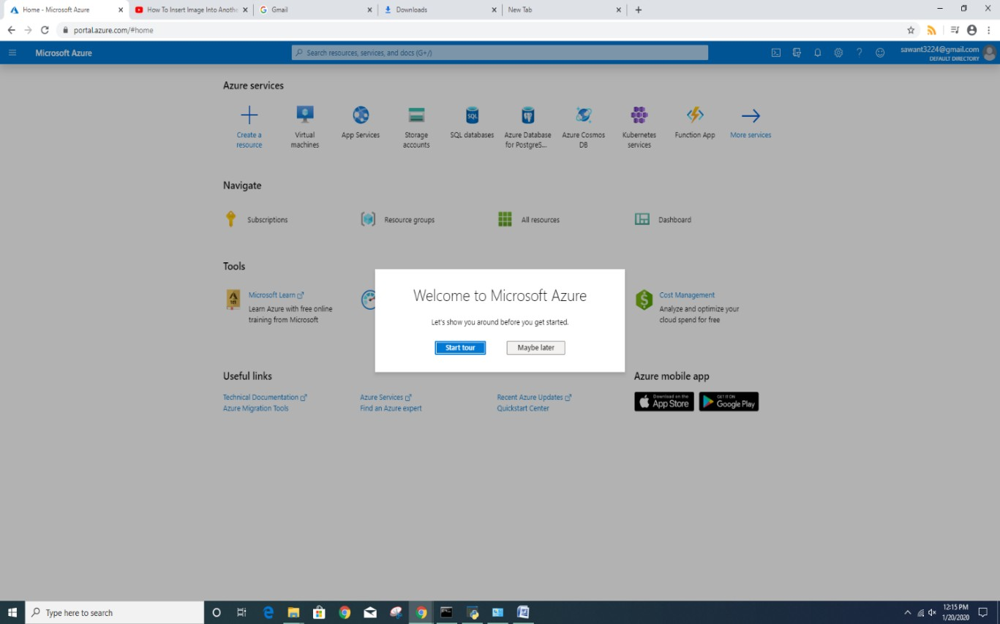 Home - Microsoft Azure
How To Insert Image Into Anothe
Gmail
Downloads
New Tab
portal.azure.com/#home
Microsoft Azure
Search resources, services, and docs (G+/)
sawant3224@gmail.com
DEFAULT DIRECTORY
Azure services
Create a
resource
Virtual
machines
App Services
Storage
accounts
SQL databases
Azure Database
for PostgreS...
Azure Cosmos
DB
Kubernetes
services
Function App
More services
Navigate
Subscriptions
Resource groups
All resources
Dashboard
Tools
Microsoft Learn
Learn Azure with free online
training from Microsoft
Cost Management
Analyze and optimize your
cloud spend for free
Welcome to Microsoft Azure
Let's show you around before you get started.
Start tour
Maybe later
Useful links
Technical Documentation
Azure Migration Tools
Azure Services
Find an Azure expert
Recent Azure Updates
Quickstart Center
Azure mobile app
Download on the
App Store
GET IT ON
Google Play
Type here to search
12:15 PM
1/20/2020